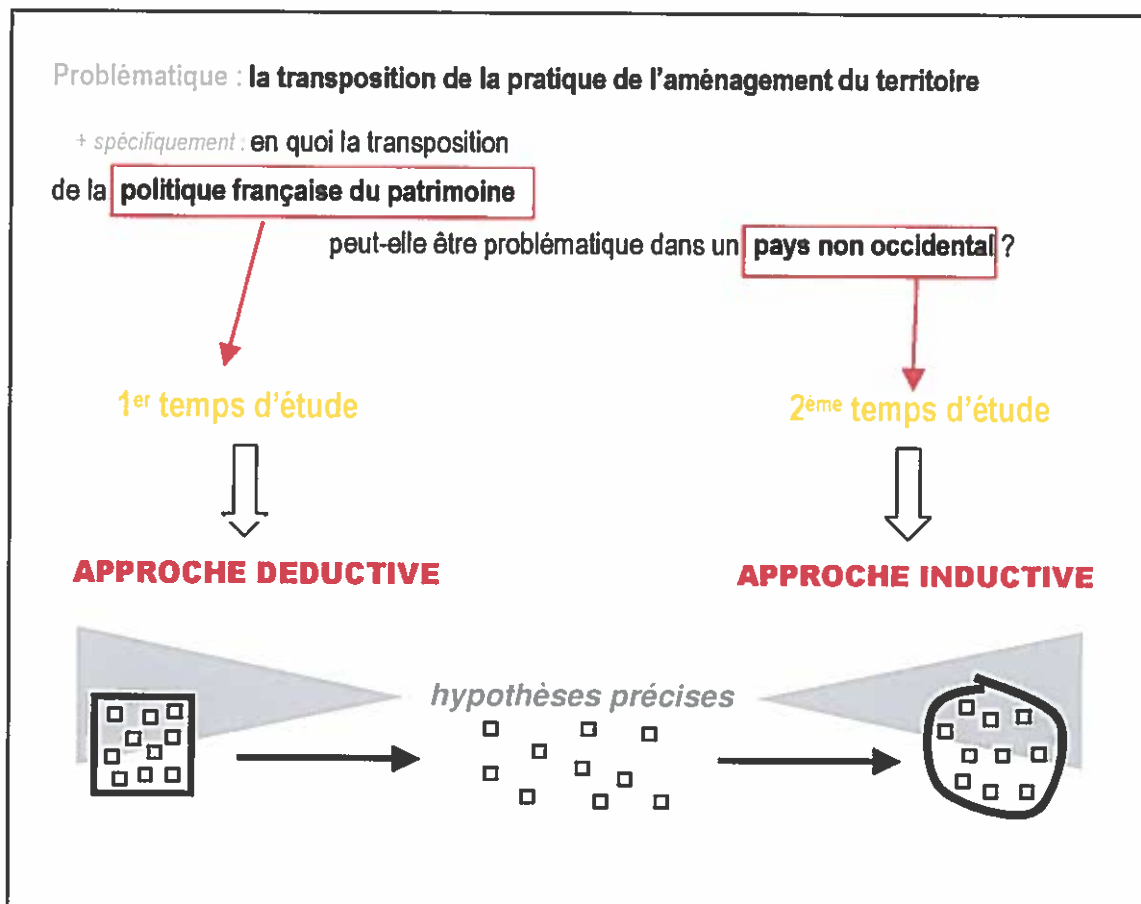 Problématique : la transposition de la pratique de l'aménagement du territoire
+ spécifiquement : en quoi la transposition
de la politique française du patrimoine
peut-elle être problématique dans un pays non occidental ?
1er temps d'étude
2ème temps d'étude
APPROCHE DEDUCTIVE
APPROCHE INDUCTIVE
hypothèses précises